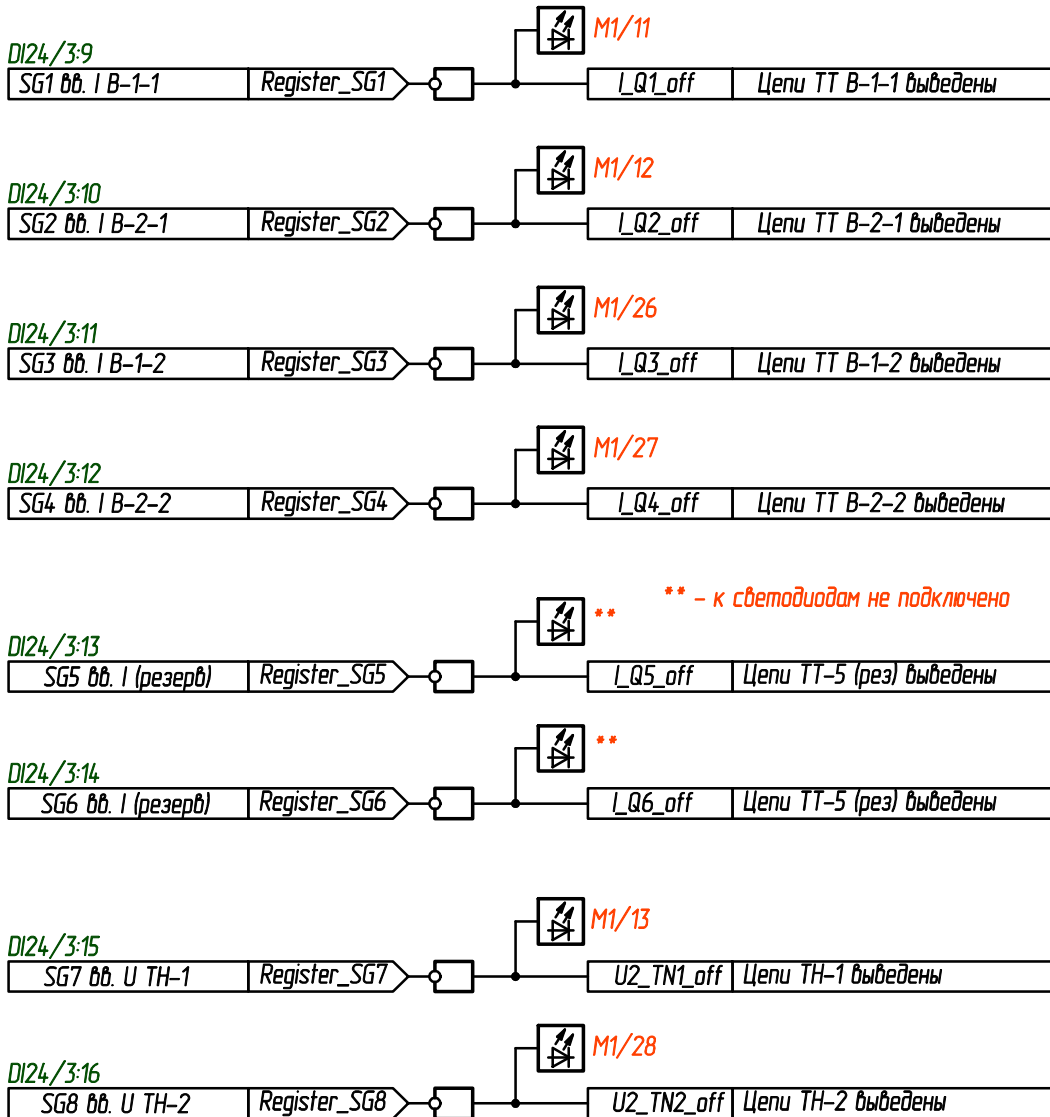 M1/11
DI24/3:9
SG1 вв. I В-1-1 Register_SG1 I_Q1_off Цепи ТТ В-1-1 выведены
M1/12
DI24/3:10
SG2 вв. I В-2-1 Register_SG2 I_Q2_off Цепи ТТ В-2-1 выведены
M1/26
DI24/3:11
SG3 вв. I В-1-2 Register_SG3 I_Q3_off Цепи ТТ В-1-2 выведены
M1/27
DI24/3:12
SG4 вв. I В-2-2 Register_SG4 I_Q4_off Цепи ТТ В-2-2 выведены
** - к светодиодам не подключено
**
DI24/3:13
SG5 вв. I (резерв) Register_SG5 I_Q5_off Цепи ТТ-5 (рез) выведены
**
DI24/3:14
SG6 вв. I (резерв) Register_SG6 I_Q6_off Цепи ТТ-5 (рез) выведены
M1/13
DI24/3:15
SG7 вв. U ТН-1 Register_SG7 U2_TN1_off Цепи ТН-1 выведены
M1/28
DI24/3:16
SG8 вв. U ТН-2 Register_SG8 U2_TN2_off Цепи ТН-2 выведены